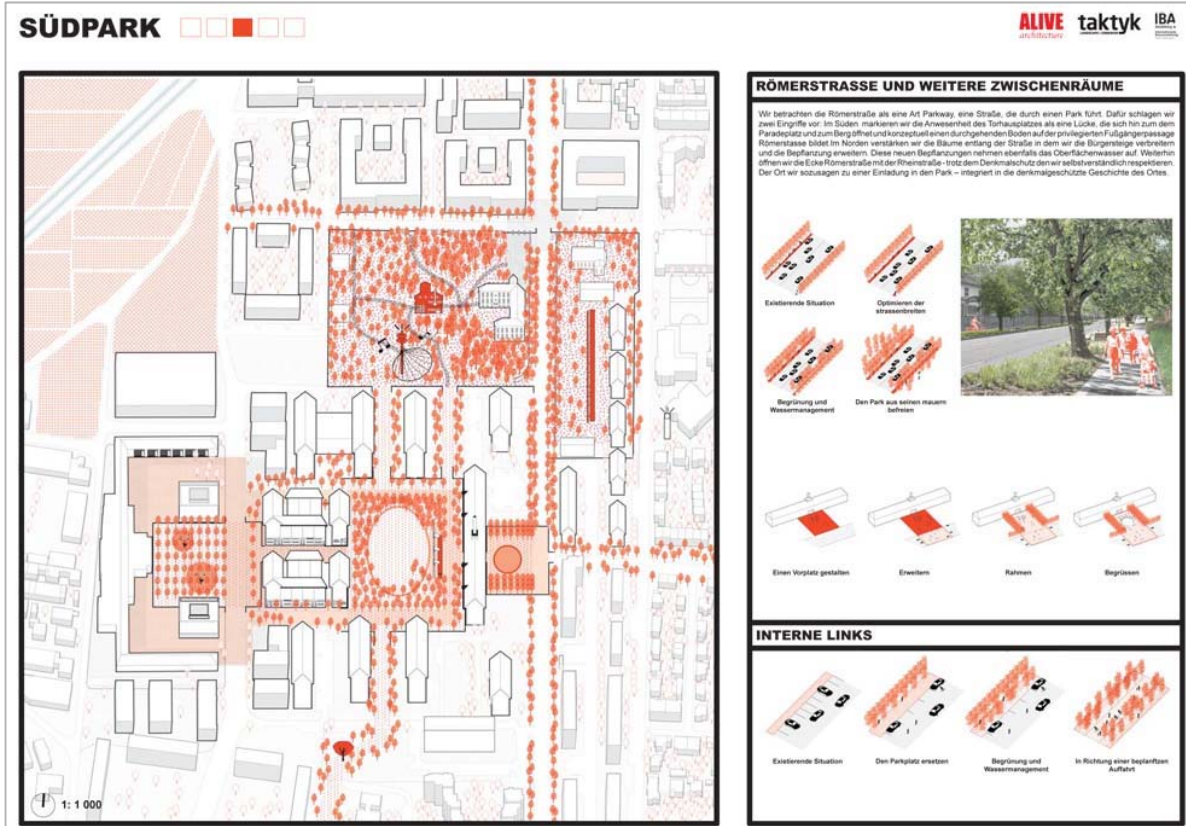 SÜDPARK
ALIVE
architecture
taktyk
IBA
RÖMERSTRASSE UND WEITERE ZWISCHENRÄUME
Wir betrachten die Römerstraße als eine Art Parkway, eine Straße, die durch einen Park führt. Dafür schlagen wir
zwei Eingriffe vor: Im Süden markieren wir die Anwesenheit des Torhausplatzes als eine Lücke, die sich hin zum dem
Paradeplatz und zum Berg öffnet und konzeptuell einen durchgehenden Boden auf der privilegierten Fußgängerpassage
Römerstasse bildet.Im Norden verstärken wir die Bäume entlang der Straße in dem wir die Bürgersteige verbreitern
und die Bepflanzung erweitern. Diese neuen Bepflanzungen nehmen ebenfalls das Oberflächenwasser auf. Weiterhin
öffnen wir die Ecke Römerstraße mit der Rheinstraße - trotz dem Denkmalschutz den wir selbstverständlich respektieren.
Der Ort wir sozusagen zu einer Einladung in den Park – integriert in die denkmalgeschützte Geschichte des Ortes.
Existierende Situation
Optimieren der
strassenbreiten
Begrünung und
Wassermanagement
Den Park aus seinen mauern
befreien
Einen Vorplatz gestalten
Erweitern
Rahmen
Begrüssen
INTERNE LINKS
Existierende Situation
Den Parkplatz ersetzen
Begrünung und
Wassermanagement
In Richtung einer beplanftzen
Auffahrt
1: 1 000